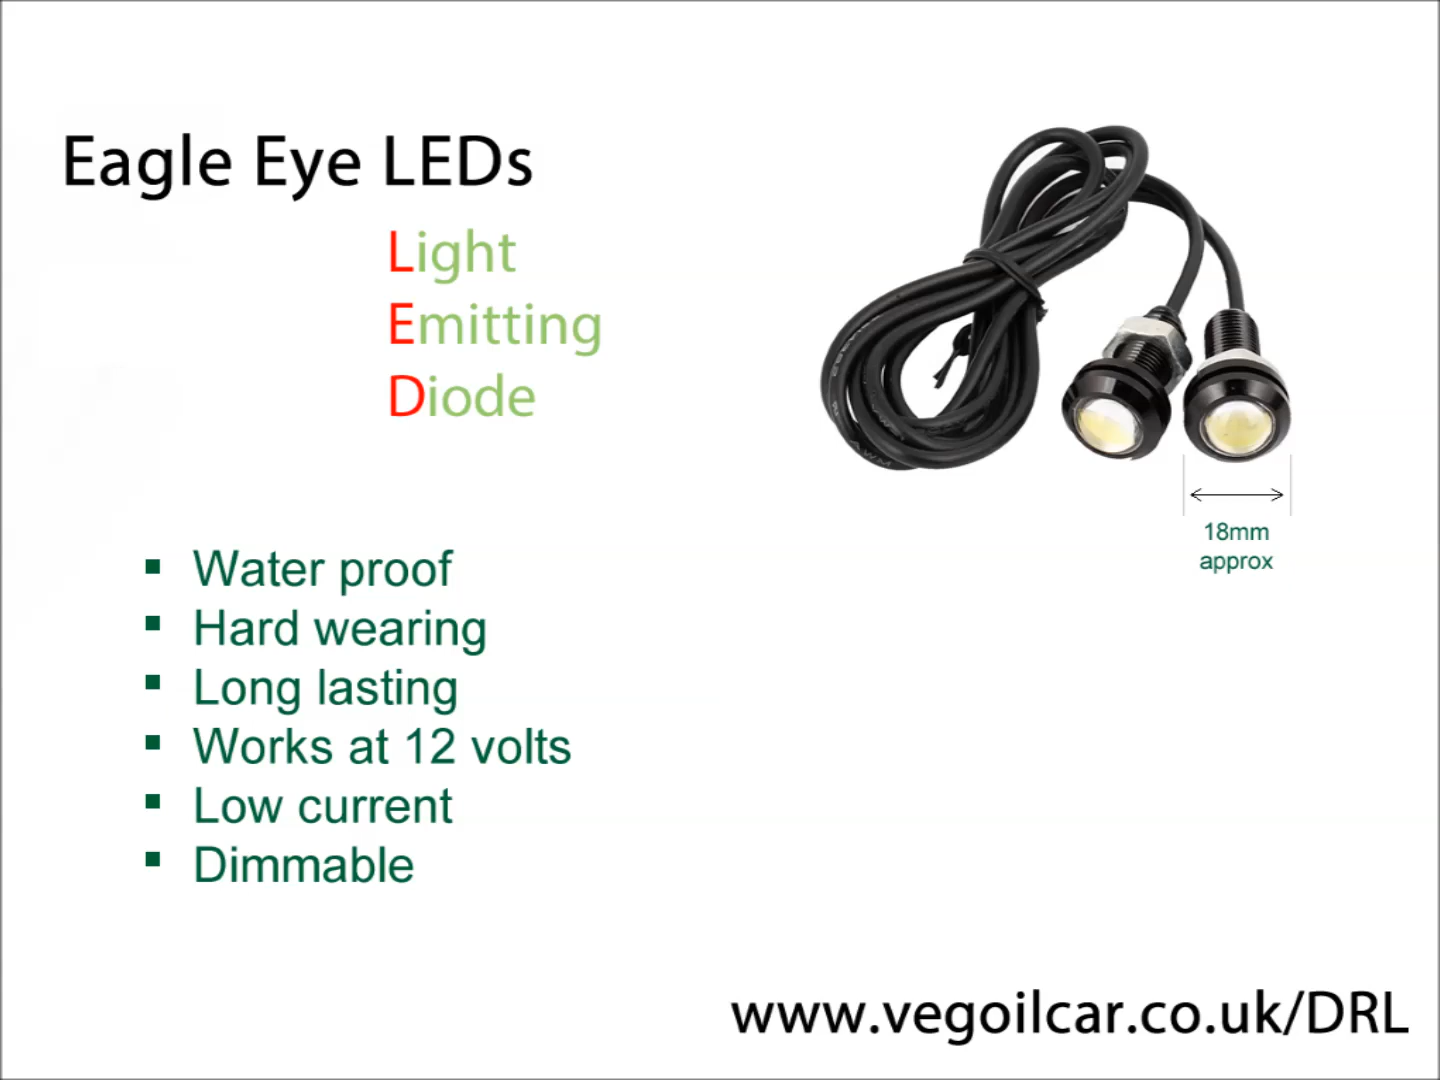 Eagle Eye LEDs
Light
Emitting
Diode
18mm
approx
Water proof
Hard wearing
Long lasting
Works at 12 volts
Low current
Dimmable
www.vegoilcar.co.uk/DRL